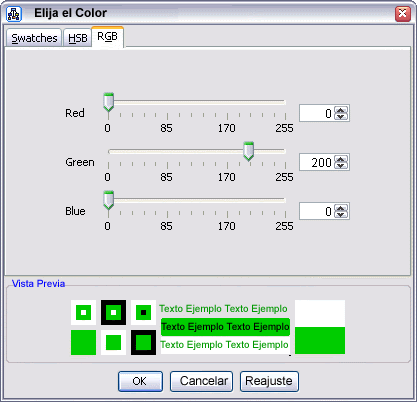 Elija el Color
Swatches HSB RGB
Red 0
0 85 170 255
Green 200
0 85 170 255
Blue 0
0 85 170 255
Vista Previa
Texto Ejemplo Texto Ejemplo
Texto Ejemplo Texto Ejemplo
Texto Ejemplo Texto Ejemplo
OK Cancelar Reajuste